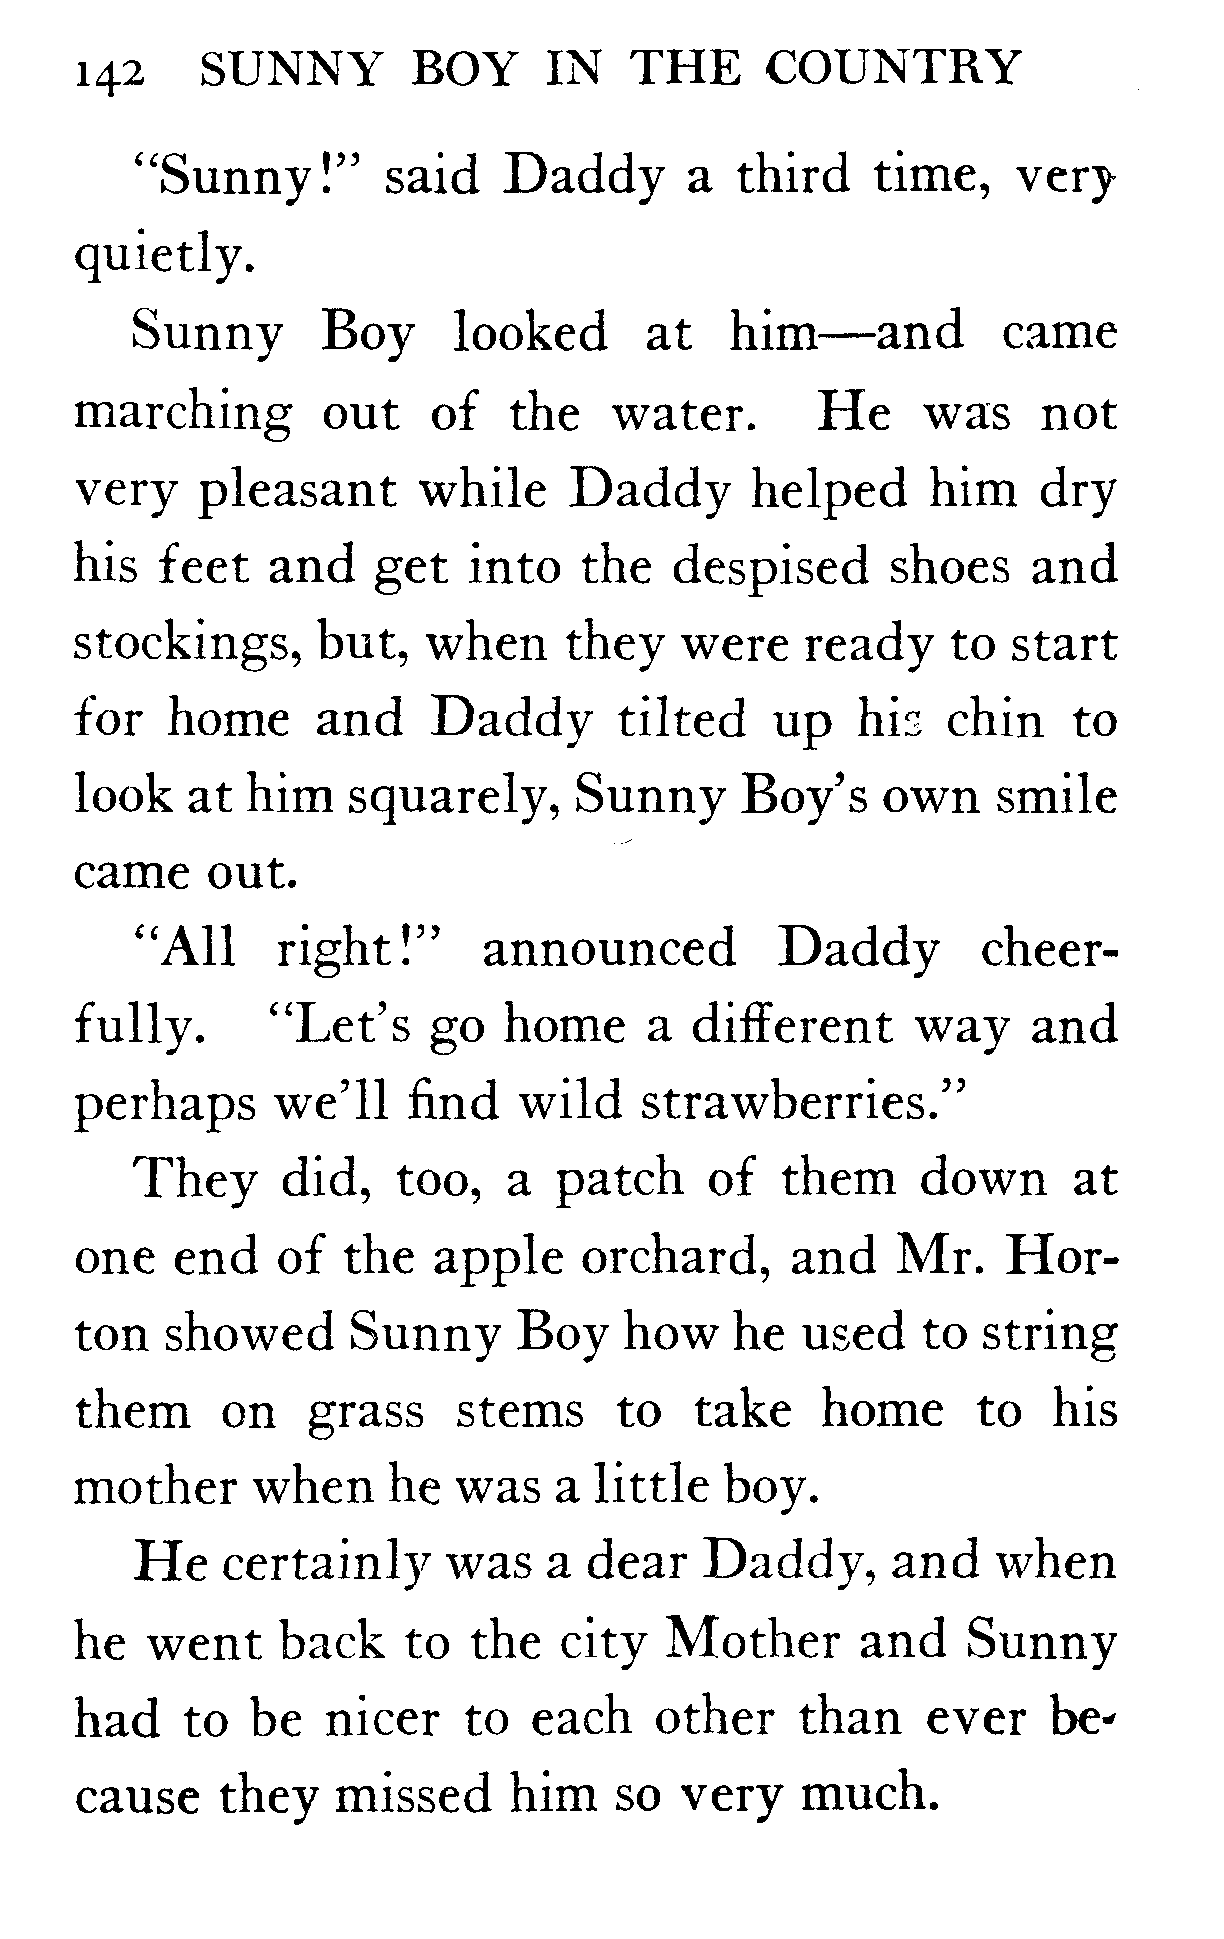 142 SUNNY BOY IN THE COUNTRY
"Sunny!" said Daddy a third time, very
quietly.
Sunny Boy looked at him—and came
marching out of the water. He was not
very pleasant while Daddy helped him dry
his feet and get into the despised shoes and
stockings, but, when they were ready to start
for home and Daddy tilted up his chin to
look at him squarely, Sunny Boy's own smile
came out.
"All right!" announced Daddy cheer-
fully. "Let's go home a different way and
perhaps we'll find wild strawberries."
They did, too, a patch of them down at
one end of the apple orchard, and Mr. Hor-
ton showed Sunny Boy how he used to string
them on grass stems to take home to his
mother when he was a little boy.
He certainly was a dear Daddy, and when
he went back to the city Mother and Sunny
had to be nicer to each other than ever be-
cause they missed him so very much.